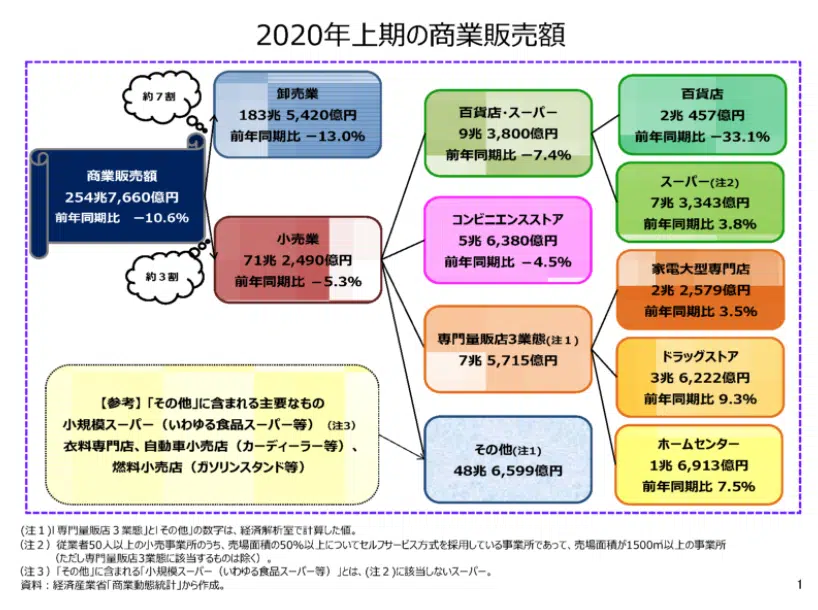 2020年上期の商業販売額
約７割
商業販売額
254兆7,660億円
前年同期比 －10.6%
約３割
卸売業
183兆 5,420億円
前年同期比 －13.0%
小売業
71兆 2,490億円
前年同期比 －5.3%
百貨店・スーパー
9兆 3,800億円
前年同期比 －7.4%
コンビニエンスストア
5兆 6,380億円
前年同期比 －4.5%
専門量販店3業態(注１)
7兆 5,715億円
その他(注1)
48兆 6,599億円
百貨店
2兆 457億円
前年同期比 －33.1%
スーパー(注2)
7兆 3,343億円
前年同期比 3.8%
家電大型専門店
2兆 2,579億円
前年同期比 3.5%
ドラッグストア
3兆 6,222億円
前年同期比 9.3%
ホームセンター
1兆 6,913億円
前年同期比 7.5%
【参考】「その他」に含まれる主要なもの
小規模スーパー（いわゆる食品スーパー等）（注3）
衣料専門店、自動車小売店（カーディーラー等）、
燃料小売店（ガソリンスタンド等）
(注１)「専門量販店３業態」と「その他」の数字は、経済解析室で計算した値。
(注２）従業者50人以上の小売事業所のうち、売場面積の50%以上についてセルフサービス方式を採用している事業所であって、売場面積が1500㎡以上の事業所
（ただし専門量販店3業態に該当するものは除く）。
(注３）「その他」に含まれる「小規模スーパー（いわゆる食品スーパー等）」とは、(注２)に該当しないスーパー。
資料：経済産業省「商業動態統計」から作成。
1